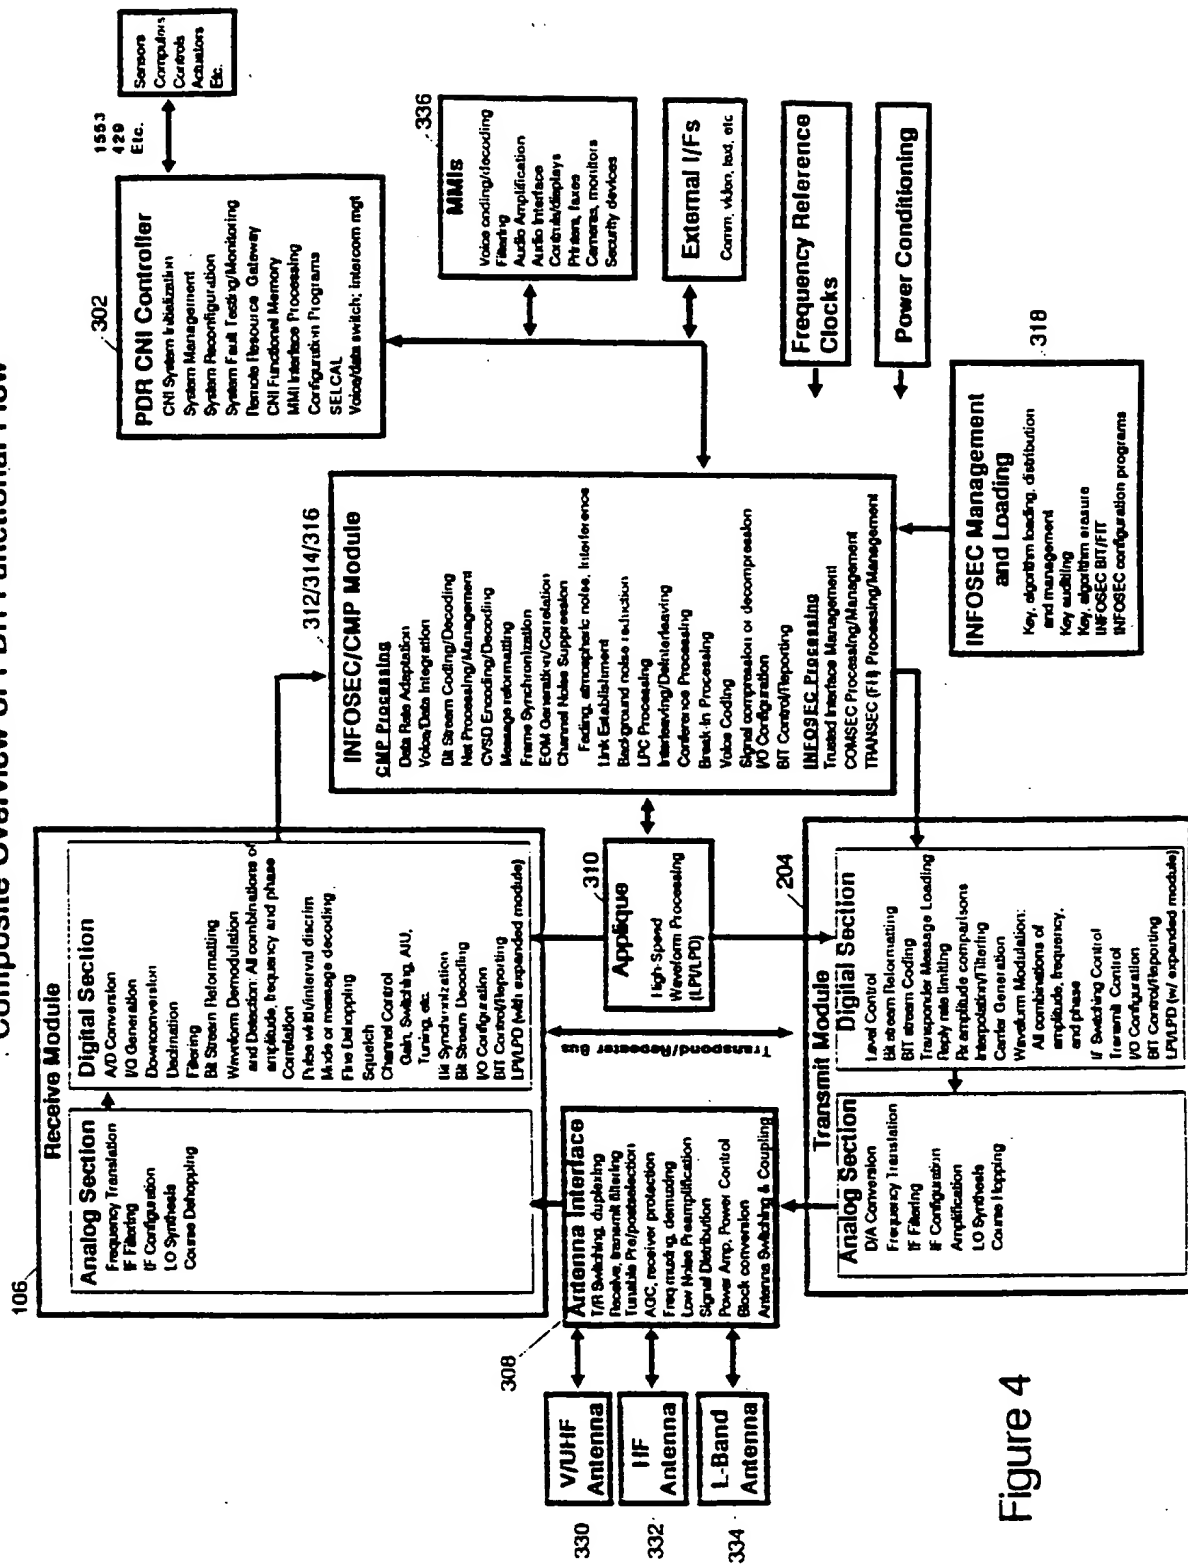 Composite Overview of PDR Functional Flow
106
Receive Module
Analog Section
Frequency Translation
IF Filtering
IF Configuration
LO Synthesis
Course Dehopping
Digital Section
A/D Conversion
I/Q Generation
Downconversion
Decimation
Filtering
Bit Stream Reformatting
Waveform Demodulation
and Detection: All combinations of
amplitude, frequency and phase
Correlation
Pulse width/interval discrim
Mode or message decoding
Fine Dehopping
Squelch
Channel Control
Gain, Switching, AIU,
Tuning, etc.
Bit Synchronization
Bit Stream Decoding
I/O Configuration
BIT Control/Reporting
LPI/LPD (with expanded module)
312/314/316
INFOSEC/CMP Module
CMP Processing
Data Rate Adaptation
Voice/Data Integration
Bit Stream Coding/Decoding
Net Processing/Management
CVSD Encoding/Decoding
Message reformatting
Frame Synchronization
EOM Generation/Correlation
Channel Noise Suppression
Fading, atmospheric noise, Interference
Link Establishment
Background noise reduction
LPC Processing
Interleaving/Deinterleaving
Conference Processing
Break-In Processing
Voice Coding
Signal compression or decompression
I/O Configuration
BIT Control/Reporting
INFOSEC Processing
Trusted Interface Management
COMSEC Processing/Management
TRANSEC (FH) Processing/Management
302
PDR CNI Controller
CNI System Initialization
System Management
System Reconfiguration
System Fault Testing/Monitoring
Remote Resource Gateway
CNI Functional Memory
MMI Interface Processing
Configuration Programs
SELCAL
Voice/data switch; intercom mgt
1553
429
Etc.
Sensors
Computors
Controls
Actuators
Etc.
336
MMIs
Voice coding/decoding
Filtering
Audio Amplification
Audio Interface
Controls/displays
Printers, faxes
Cameras, monitors
Security devices
External I/Fs
Comm, video, text, etc
Frequency Reference
Clocks
Power Conditioning
318
INFOSEC Management
and Loading
Key, algorithm loading, distribution
and management
Key auditing
Key, algorithm erasure
INFOSEC BIT/FIT
INFOSEC configuration programs
310
Applique
High-Speed
Waveform Processing
(LPI/LPD)
Transpond/Repeater Bus
308
Antenna Interface
T/R Switching, duplexing
Receive, transmit filtering
Tunable Pre/postselection
AGC, receiver protection
Freq muxing, demuxing
Low Noise Preamplification
Signal Distribution
Power Amp, Power Control
Block conversion
Antenna Switching & Coupling
V/UHF
Antenna
330
HF
Antenna
332
L-Band
Antenna
334
204
Transmit Module
Analog Section
D/A Conversion
Frequency Translation
IF Filtering
IF Configuration
Amplification
LO Synthesis
Course Hopping
Digital Section
Level Control
Bit stream Reformatting
BIT stream Coding
Transponder Message Loading
Reply rate limiting
Rx amplitude comparisons
Interpolation/Filtering
Carrier Generation
Waveform Modulation:
All combinations of
amplitude, frequency,
and phase
IF Switching Control
Transmit Control
I/O Configuration
BIT Control/Reporting
LPI/LPD (w/ expanded module)
Figure 4